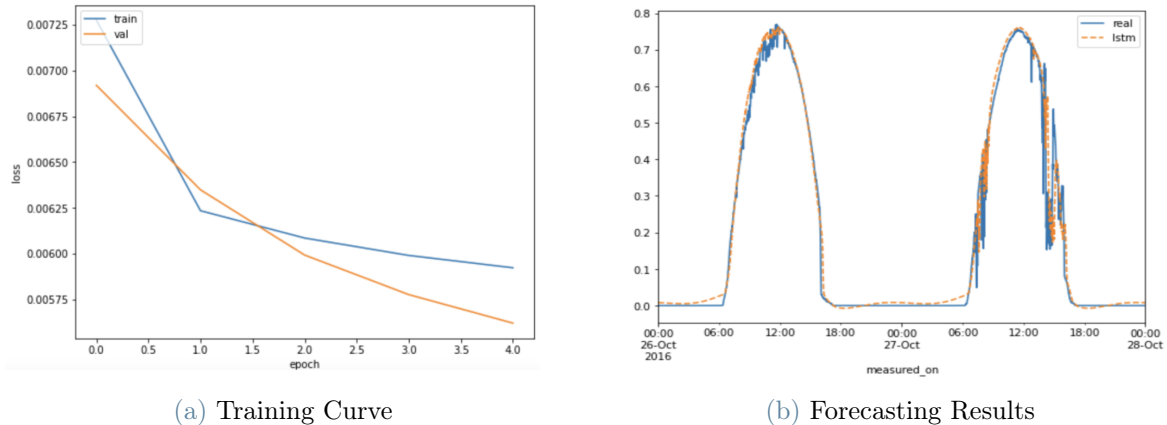 train
val
0.00725
0.00700
0.00675
0.00650
0.00625
0.00600
0.00575
loss
0.0 0.5 1.0 1.5 2.0 2.5 3.0 3.5 4.0
epoch
(a) Training Curve
real
lstm
0.8
0.7
0.6
0.5
0.4
0.3
0.2
0.1
0.0
00:00 06:00 12:00 18:00 00:00 06:00 12:00 18:00 00:00
26-Oct 27-Oct 28-Oct
2016
measured_on
(b) Forecasting Results